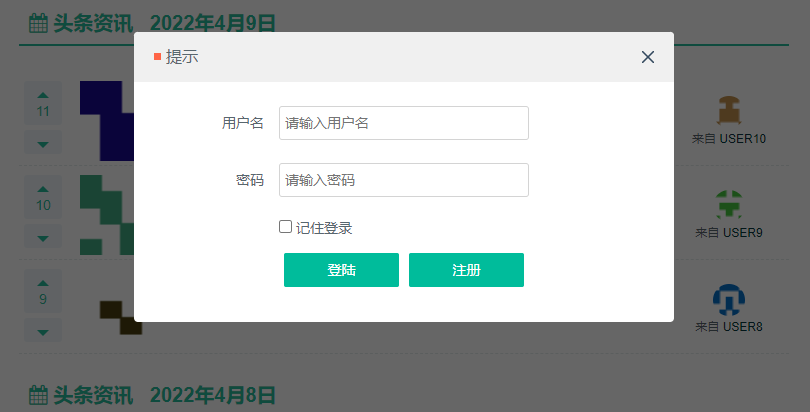 头条资讯 2022年4月9日
提示
用户名 请输入用户名
密码 请输入密码
记住登录
登陆 注册
11
来自 USER10
10
来自 USER9
9
来自 USER8
头条资讯 2022年4月8日